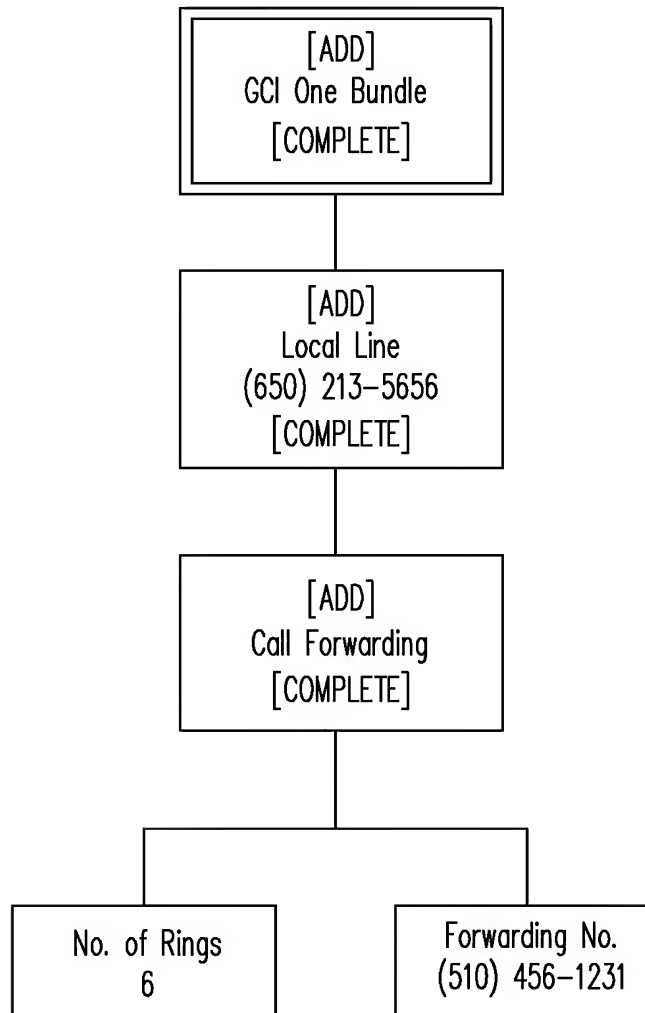 [ADD]
GCI One Bundle
[COMPLETE]
[ADD]
Local Line
(650) 213-5656
[COMPLETE]
[ADD]
Call Forwarding
[COMPLETE]
No. of Rings
6
Forwarding No.
(510) 456-1231